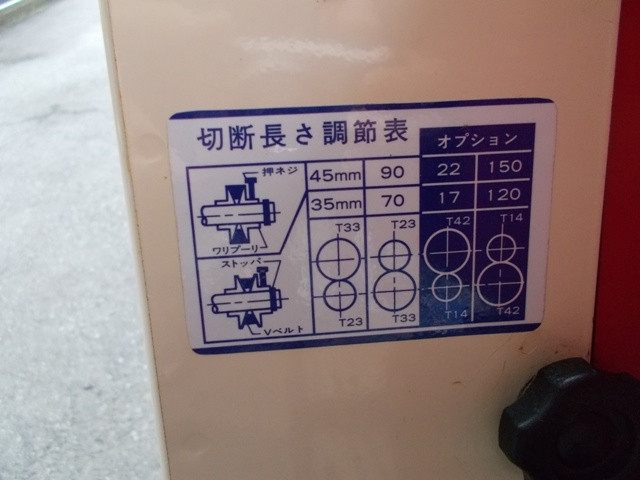 切断長さ調節表
オプション
押ネジ
ワリプーリー
45mm 90 22 150
35mm 70 17 120
ストッパ
Vベルト
T33 T23 T42 T14
T23 T33 T14 T42